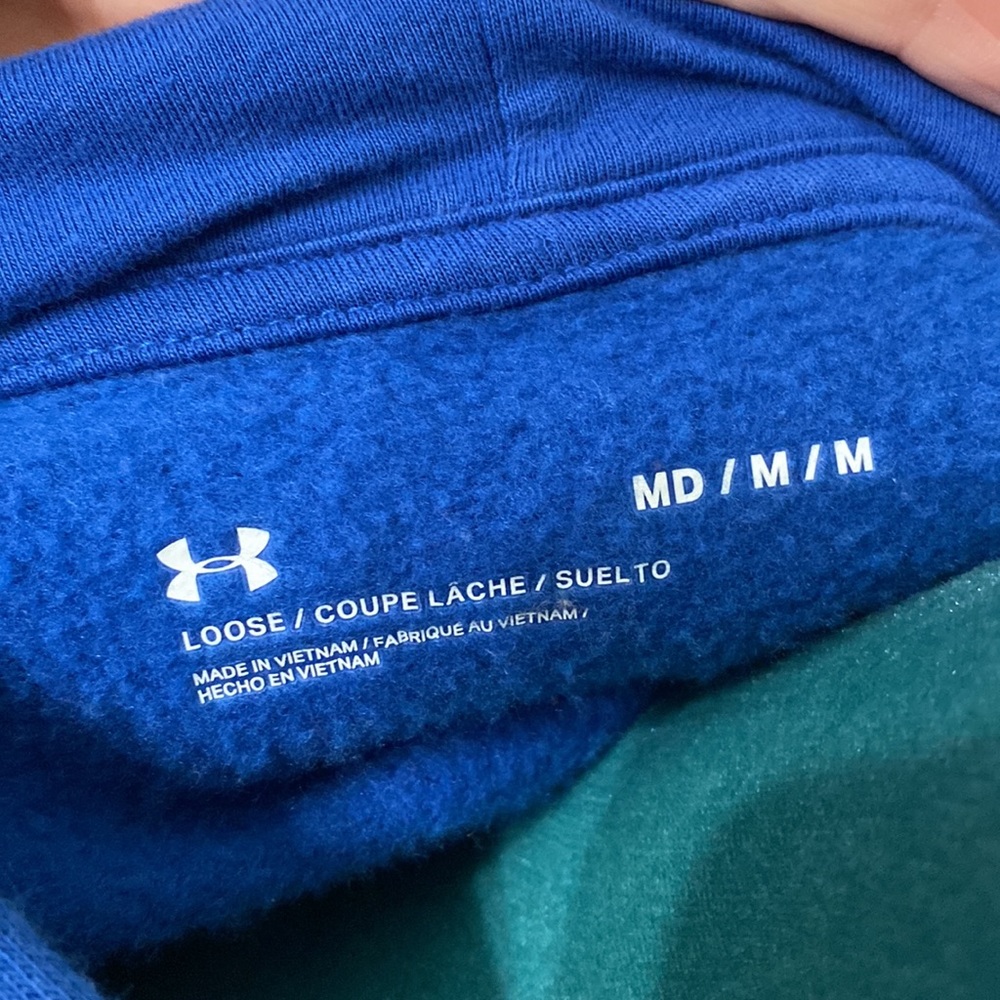 MD / M / M
LOOSE / COUPE LÂCHE / SUELTO
MADE IN VIETNAM / FABRIQUÉ AU VIETNAM /
HECHO EN VIETNAM